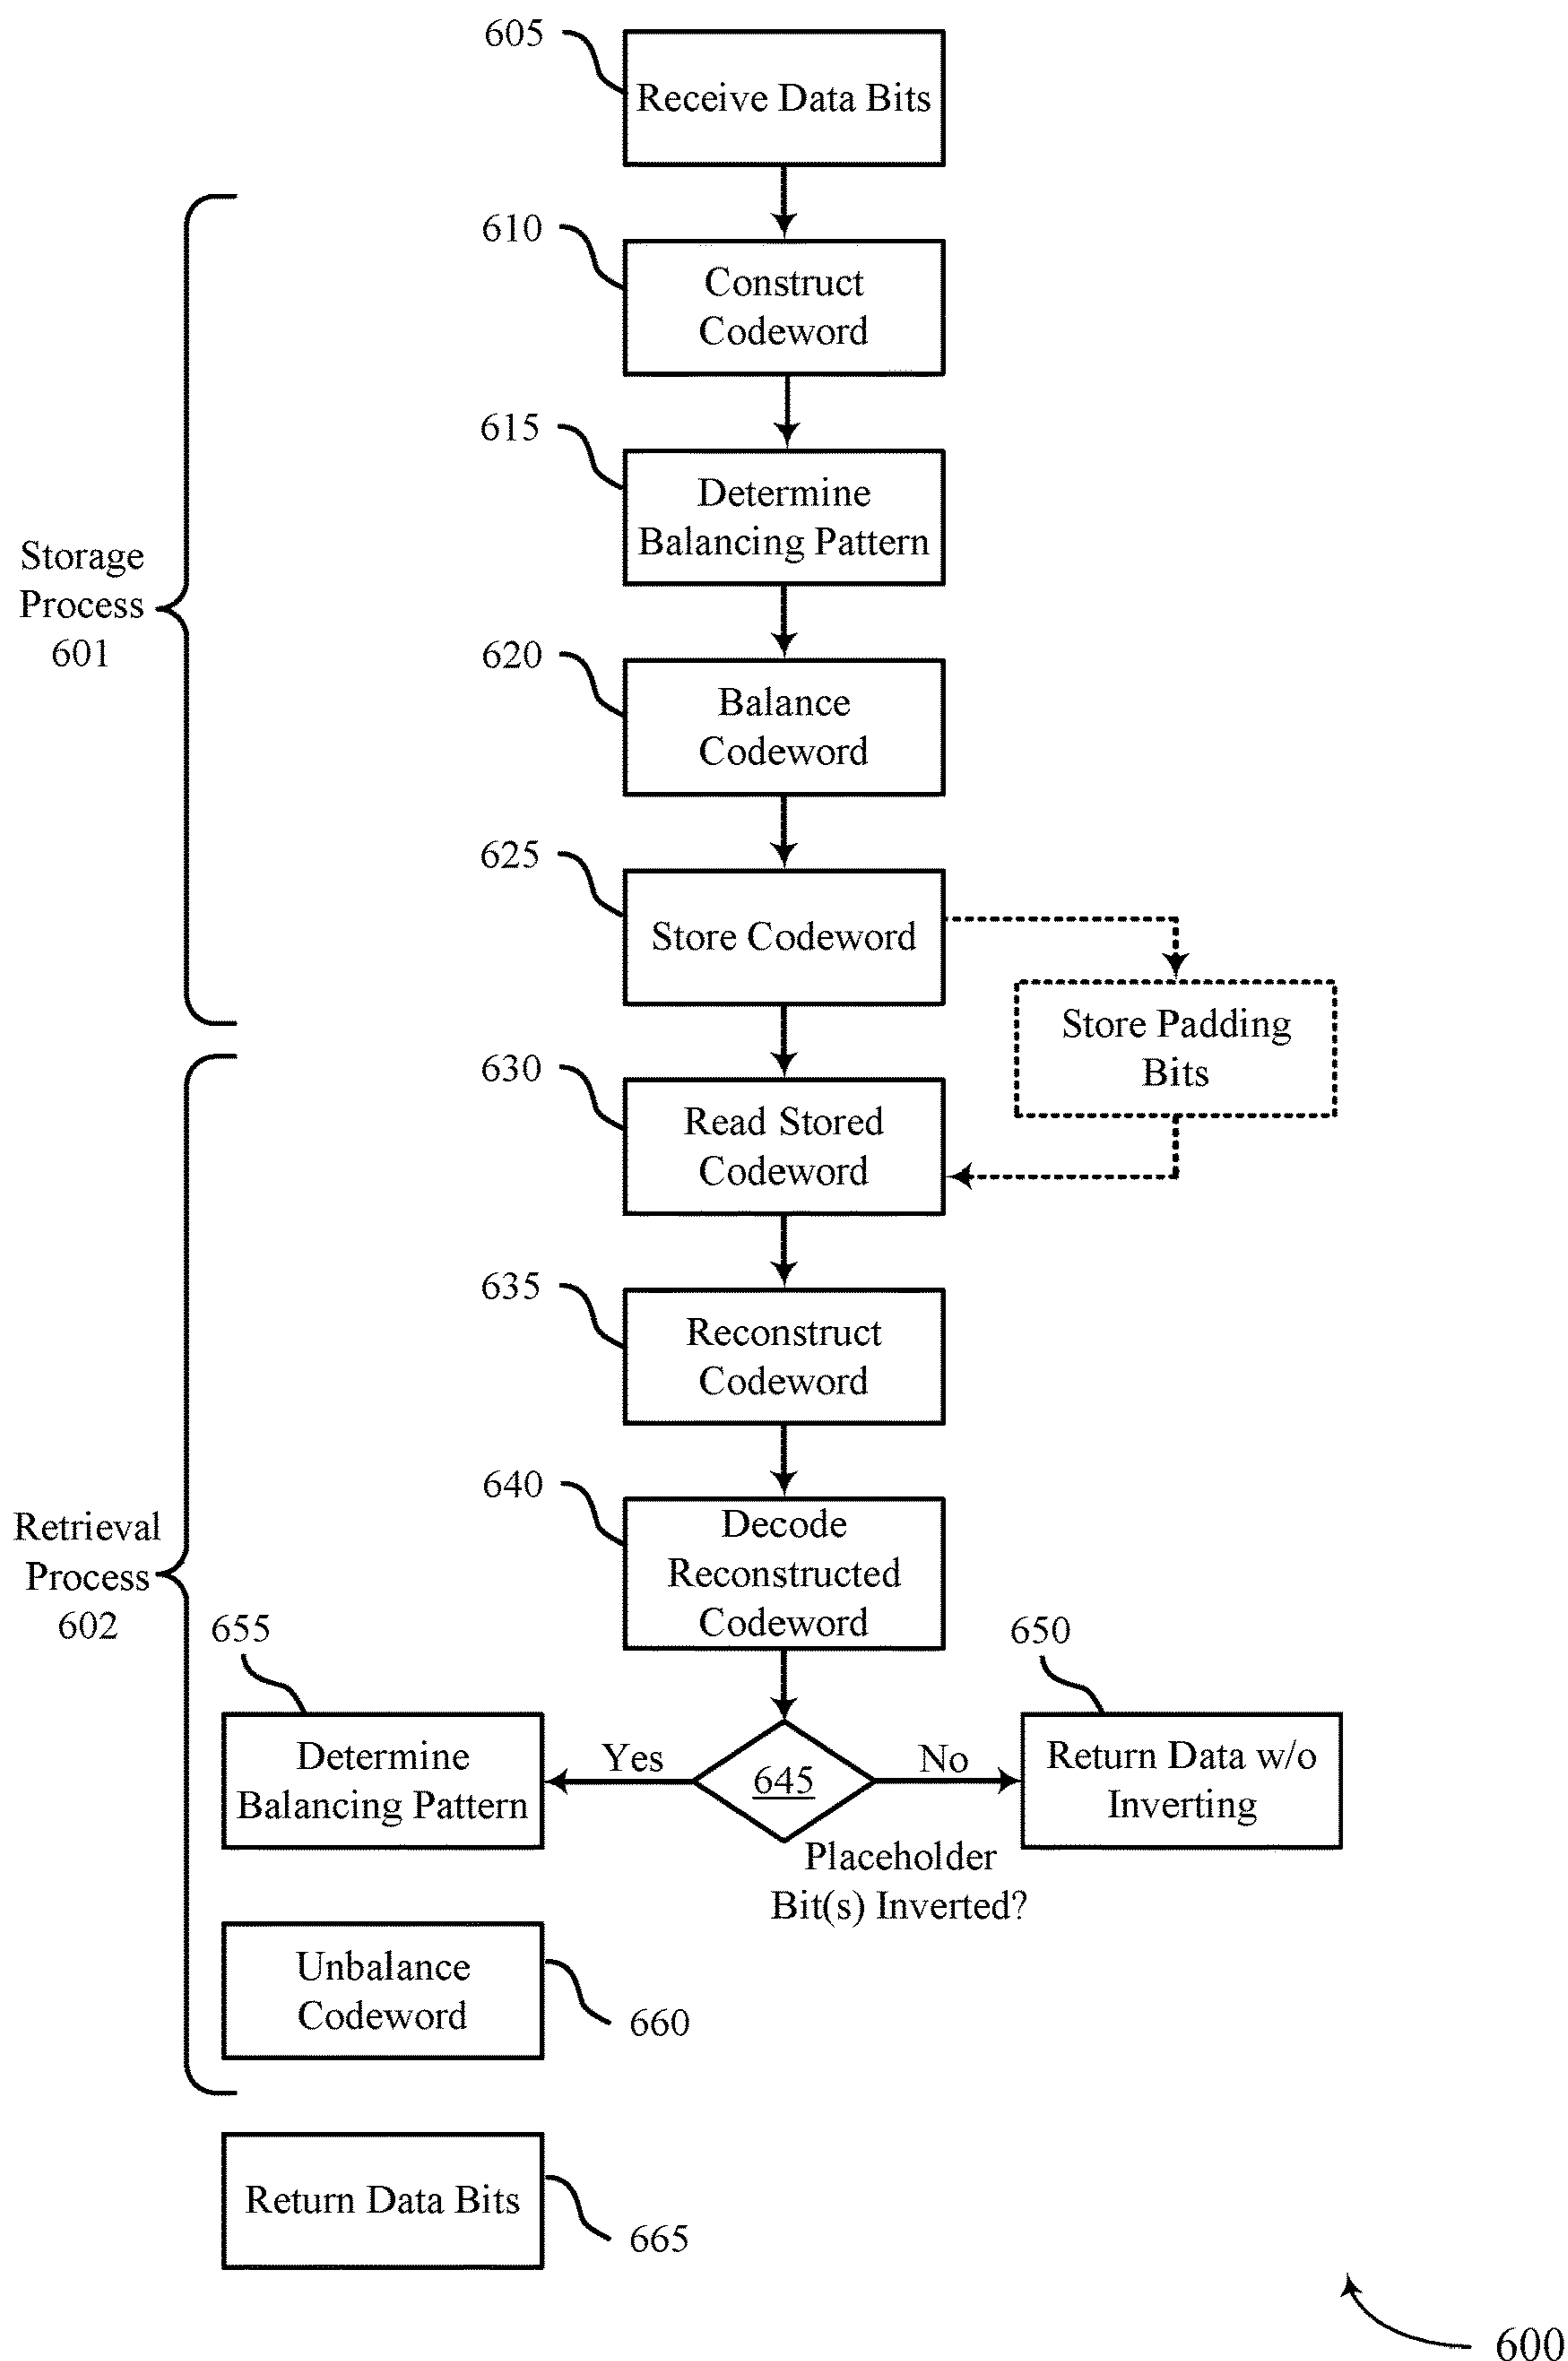 605
Receive Data Bits
610
Construct
Codeword
615
Determine
Balancing Pattern
Storage
Process
601
620
Balance
Codeword
625
Store Codeword
Store Padding
Bits
630
Read Stored
Codeword
635
Reconstruct
Codeword
640
Decode
Reconstructed
Codeword
Retrieval
Process
602
655
650
Determine
Balancing Pattern
Yes
645
No
Return Data w/o
Inverting
Placeholder
Bit(s) Inverted?
Unbalance
Codeword
660
Return Data Bits
665
600